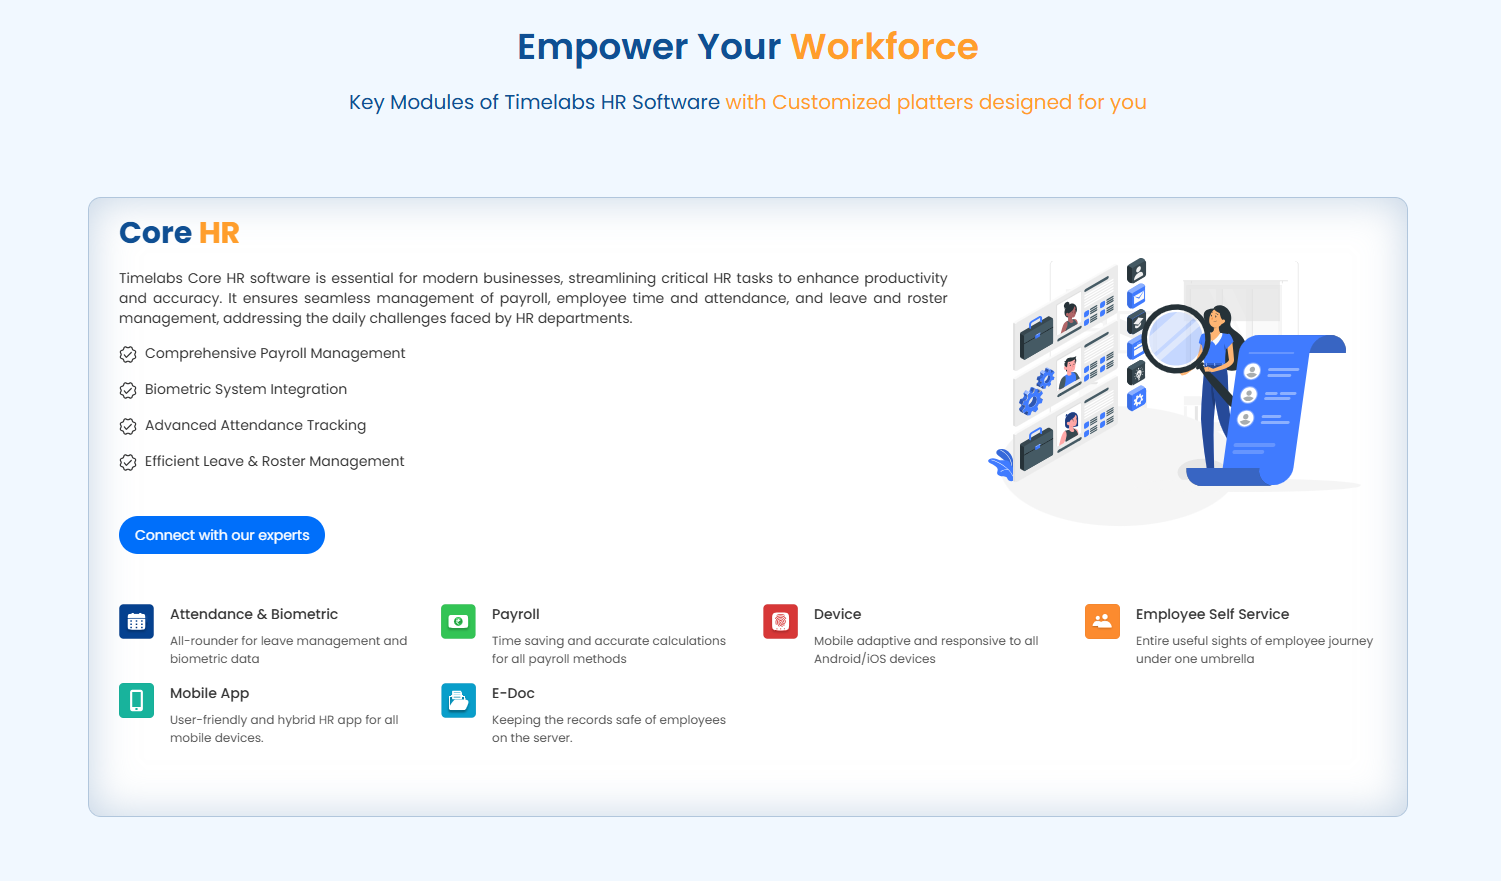 Empower Your Workforce
Key Modules of Timelabs HR Software with Customized platters designed for you
Core HR
Timelabs Core HR software is essential for modern businesses, streamlining critical HR tasks to enhance productivity
and accuracy. It ensures seamless management of payroll, employee time and attendance, and leave and roster
management, addressing the daily challenges faced by HR departments.
Comprehensive Payroll Management
Biometric System Integration
Advanced Attendance Tracking
Efficient Leave & Roster Management
Connect with our experts
Attendance & Biometric
All-rounder for leave management and
biometric data
Payroll
Time saving and accurate calculations
for all payroll methods
Device
Mobile adaptive and responsive to all
Android/iOS devices
Employee Self Service
Entire useful sights of employee journey
under one umbrella
Mobile App
User-friendly and hybrid HR app for all
mobile devices.
E-Doc
Keeping the records safe of employees
on the server.